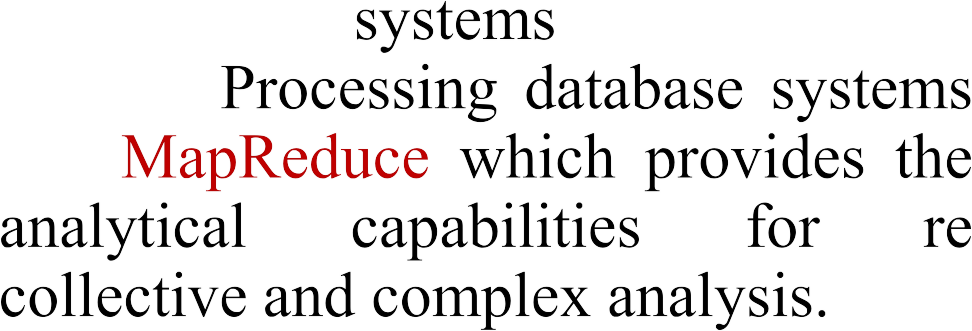 systems
Processing database systems
MapReduce which provides the
analytical capabilities for re
collective and complex analysis.